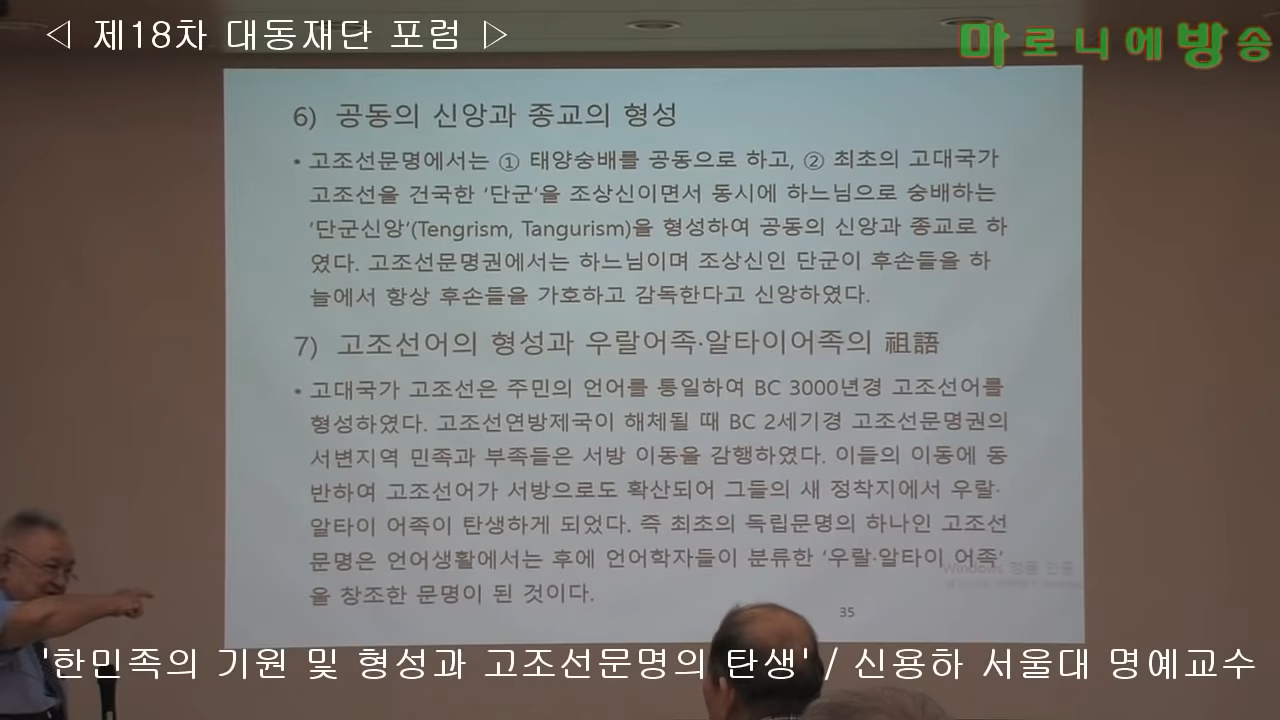 ◁ 제18차 대동재단 포럼 ▷
마로니에방송
6) 공동의 신앙과 종교의 형성
• 고조선문명에서는 ① 태양숭배를 공동으로 하고, ② 최초의 고대국가
고조선을 건국한 ‘단군’을 조상신이면서 동시에 하느님으로 숭배하는
‘단군신앙’(Tengrism, Tangurism)을 형성하여 공동의 신앙과 종교로 하
였다. 고조선문명권에서는 하느님이며 조상신인 단군이 후손들을 하
늘에서 항상 후손들을 가호하고 감독한다고 신앙하였다.
7) 고조선어의 형성과 우랄어족·알타이어족의 祖語
• 고대국가 고조선은 주민의 언어를 통일하여 BC 3000년경 고조선어를
형성하였다. 고조선연방제국이 해체될 때 BC 2세기경 고조선문명권의
서변지역 민족과 부족들은 서방 이동을 감행하였다. 이들의 이동에 동
반하여 고조선어가 서방으로도 확산되어 그들의 새 정착지에서 우랄·
알타이 어족이 탄생하게 되었다. 즉 최초의 독립문명의 하나인 고조선
문명은 언어생활에서는 후에 언어학자들이 분류한 ‘우랄·알타이 어족’
을 창조한 문명이 된 것이다.
Windows 정품 인증
35
'한민족의 기원 및 형성과 고조선문명의 탄생' / 신용하 서울대 명예교수